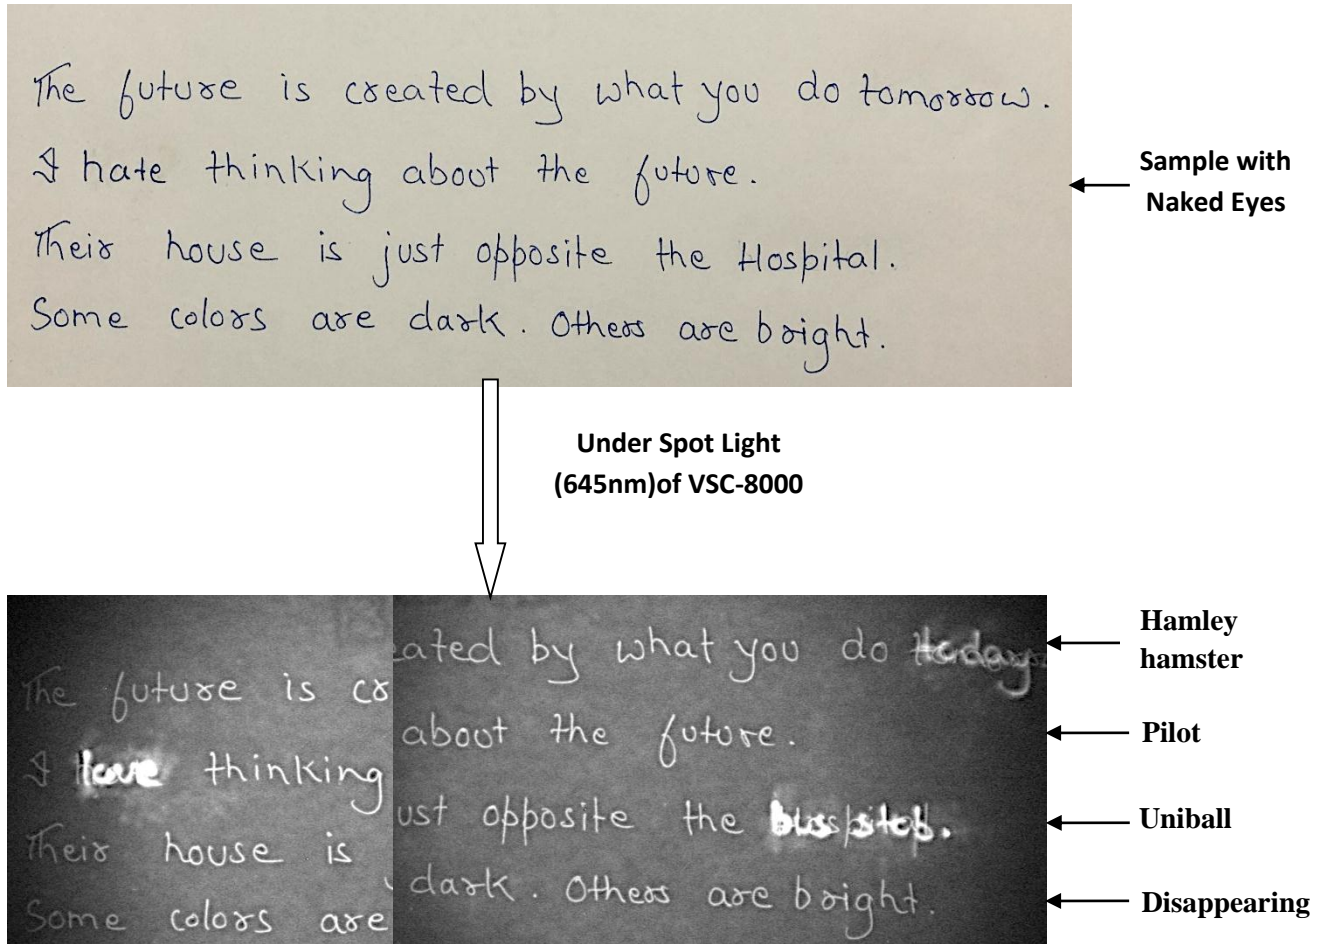 The future is created by what you do tomorrow.
I hate thinking about the future.
Their house is just opposite the Hospital.
Some colors are dark. Others are bright.
Sample with
Naked Eyes
Under Spot Light
(645nm)of VSC-8000
The future is cr
eated by what you do today
Hamley
hamster
I love thinking
about the future.
Pilot
Their house is
ust opposite the bus stop.
Uniball
Some colors are
dark. Others are bright.
Disappearing